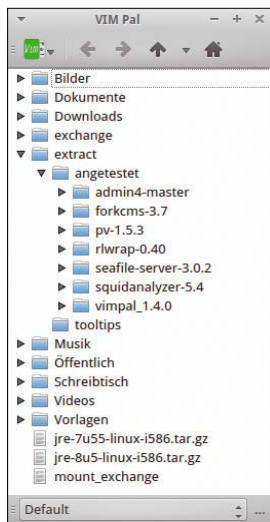 VIM Pal
Vim
Bilder
Dokumente
Downloads
exchange
extract
angetestet
admin4-master
forkcms-3.7
pv-1.5.3
rlwrap-0.40
seafile-server-3.0.2
squidanalyzer-5.4
vimpal_1.4.0
tooltips
Musik
Öffentlich
Schreibtisch
Videos
Vorlagen
jre-7u55-linux-i586.tar.gz
jre-8u5-linux-i586.tar.gz
mount_exchange
Default ...